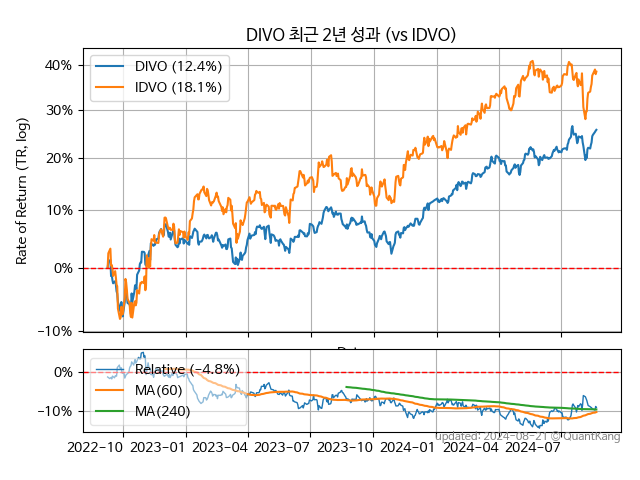 DIVO 최근 2년 성과 (vs IDVO)
DIVO (12.4%)
IDVO (18.1%)
Rate of Return (TR, log)
40%
30%
20%
10%
0%
−10%
Relative (−4.8%)
MA(60)
MA(240)
0%
−10%
2022-10 2023-01 2023-04 2023-07 2023-10 2024-01 2024-04 2024-07
updated: 2024-08-21 © QuantKang